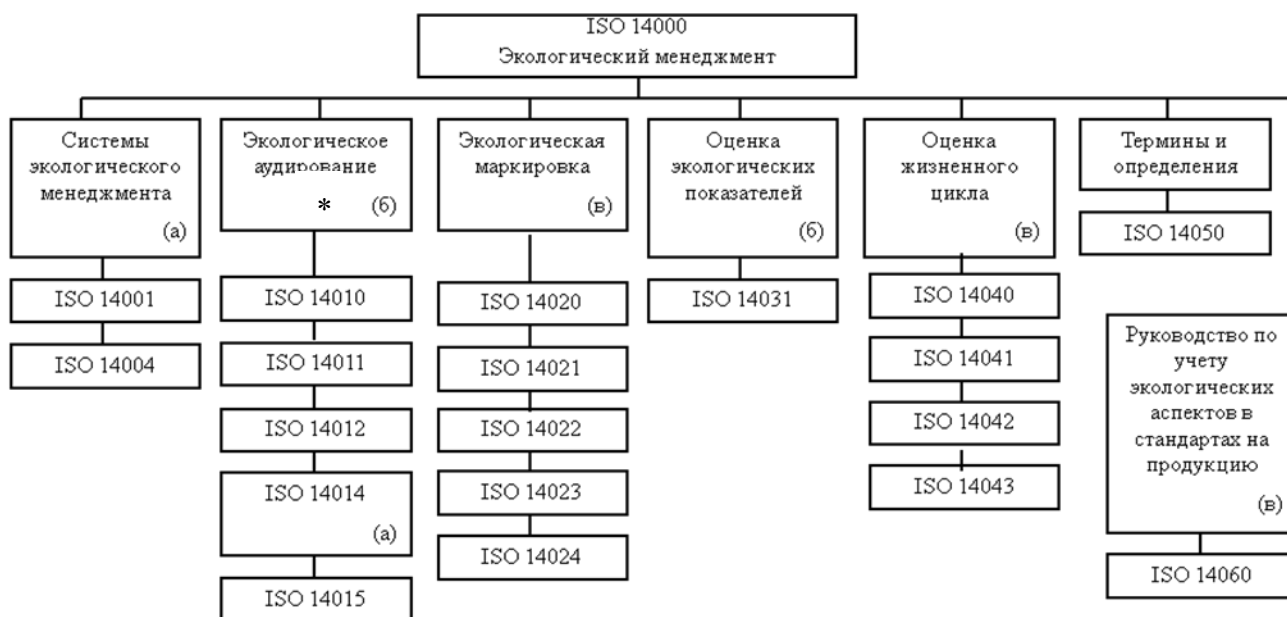 ISO 14000
Экологический менеджмент
Системы
экологического
менеджмента
(а)
ISO 14001
ISO 14004
Экологическое
аудирование
* (б)
ISO 14010
ISO 14011
ISO 14012
ISO 14014
(а)
ISO 14015
Экологическая
маркировка
(в)
ISO 14020
ISO 14021
ISO 14022
ISO 14023
ISO 14024
Оценка
экологических
показателей
(б)
ISO 14031
Оценка
жизненного
цикла
(в)
ISO 14040
ISO 14041
ISO 14042
ISO 14043
Термины и
определения
ISO 14050
Руководство по
учету
экологических
аспектов в
стандартах на
продукцию
(в)
ISO 14060